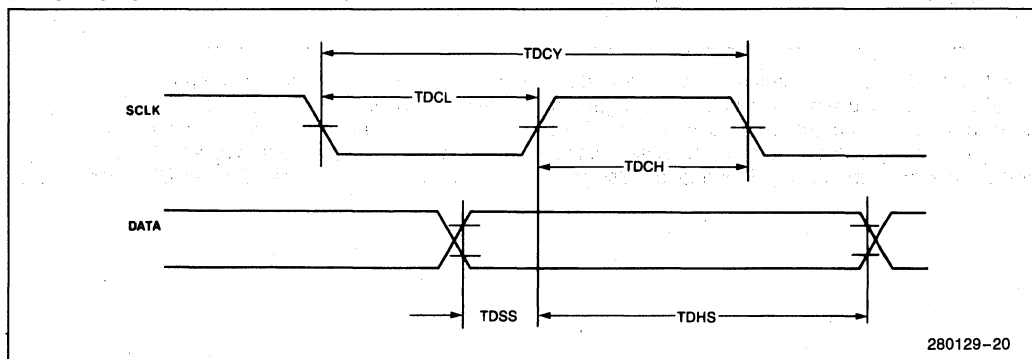 TDCY
TDCL
SCLK
TDCH
DATA
TDSS
TDHS
280129-20